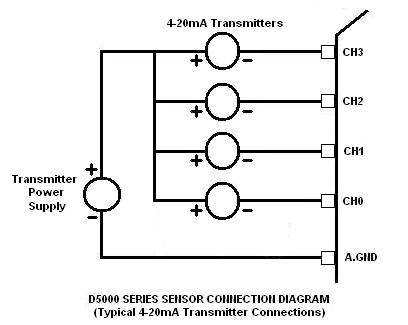 4-20mA Transmitters
+ − CH3
+ − CH2
+ − CH1
+ − CH0
+
Transmitter
Power
Supply
−
A.GND
D5000 SERIES SENSOR CONNECTION DIAGRAM
(Typical 4-20mA Transmitter Connections)